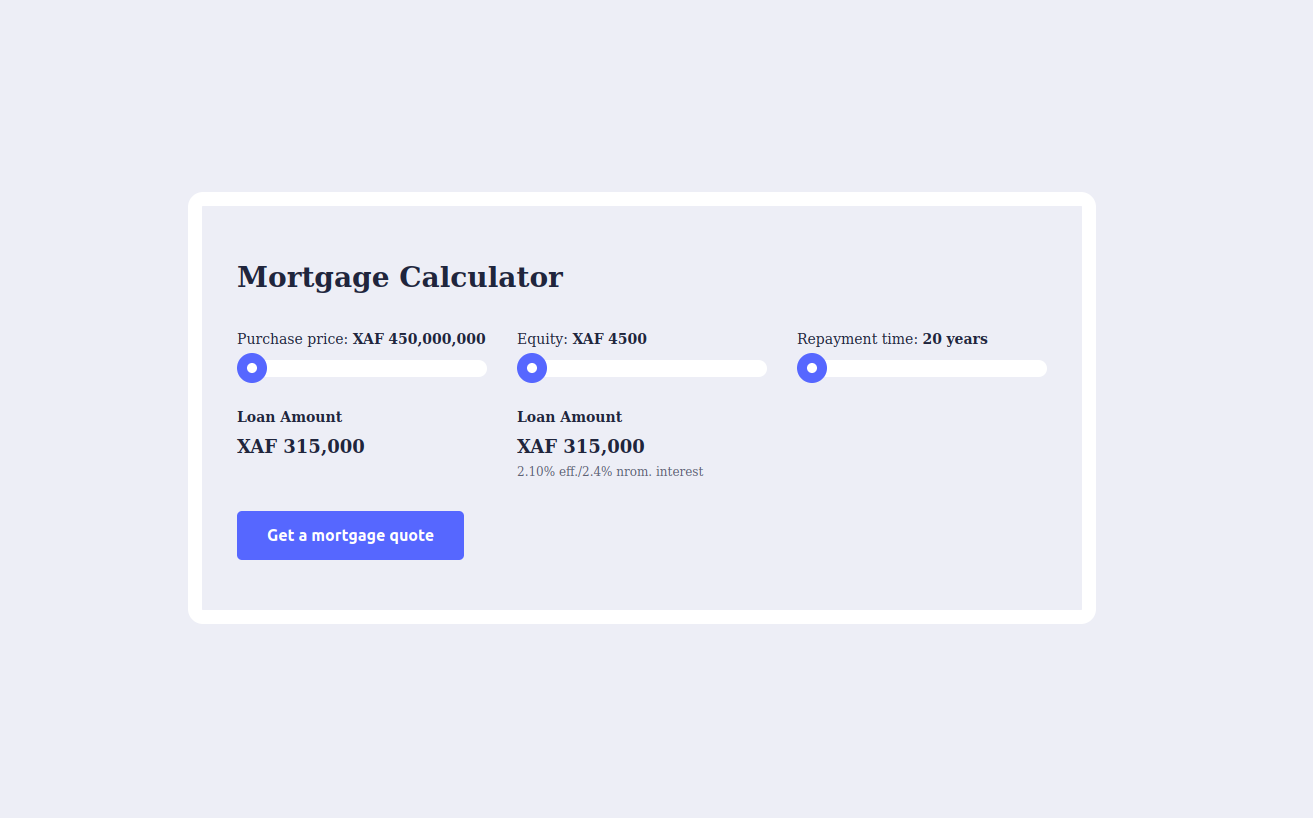 Mortgage Calculator
Purchase price: XAF 450,000,000
Equity: XAF 4500
Repayment time: 20 years
Loan Amount
XAF 315,000
Loan Amount
XAF 315,000
2.10% eff./2.4% nrom. interest
Get a mortgage quote